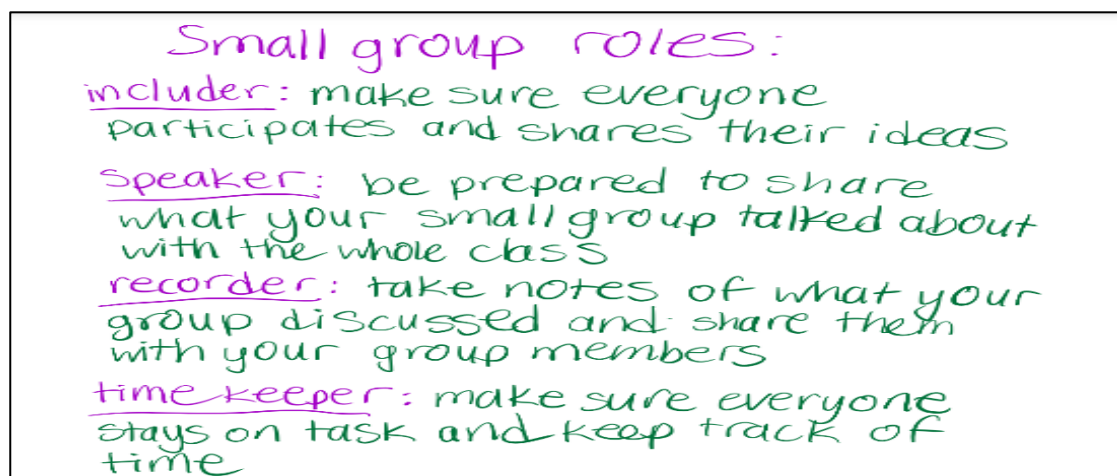 Small group roles:
includer: make sure everyone
participates and shares their ideas
speaker: be prepared to share
what your small group talked about
with the whole class
recorder: take notes of what your
group discussed and share them
with your group members
time keeper: make sure everyone
stays on task and keep track of
time